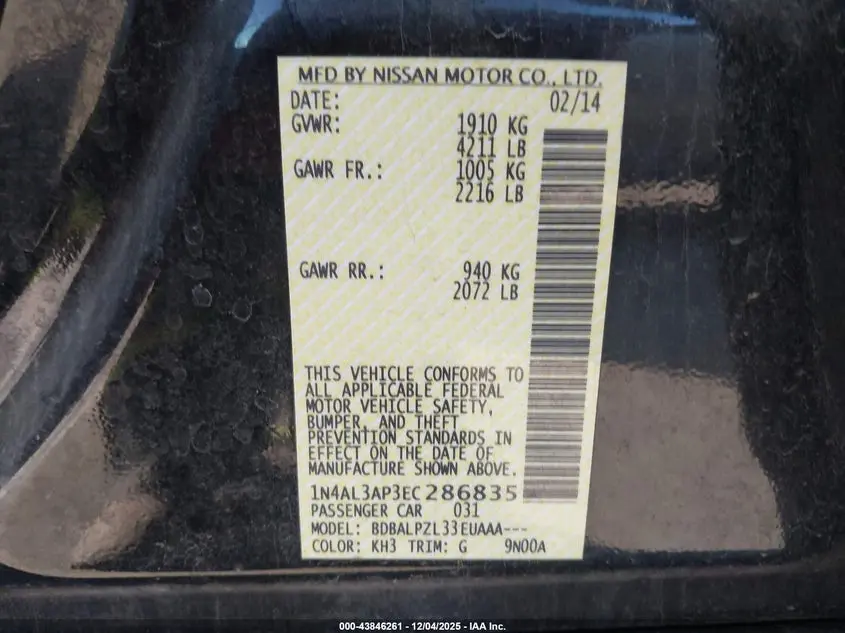 MFD BY NISSAN MOTOR CO., LTD.
DATE: 02/14
GVWR: 1910 KG
4211 LB
GAWR FR.: 1005 KG
2216 LB
GAWR RR.: 940 KG
2072 LB
THIS VEHICLE CONFORMS TO
ALL APPLICABLE FEDERAL
MOTOR VEHICLE SAFETY,
BUMPER, AND THEFT
PREVENTION STANDARDS IN
EFFECT ON THE DATE OF
MANUFACTURE SHOWN ABOVE.
1N4AL3AP3EC286835
PASSENGER CAR 031
MODEL: BDBALPZL33EUAAA---
COLOR: KH3 TRIM: G 9N00A
000-43846261 - 12/04/2025 - IAA Inc.